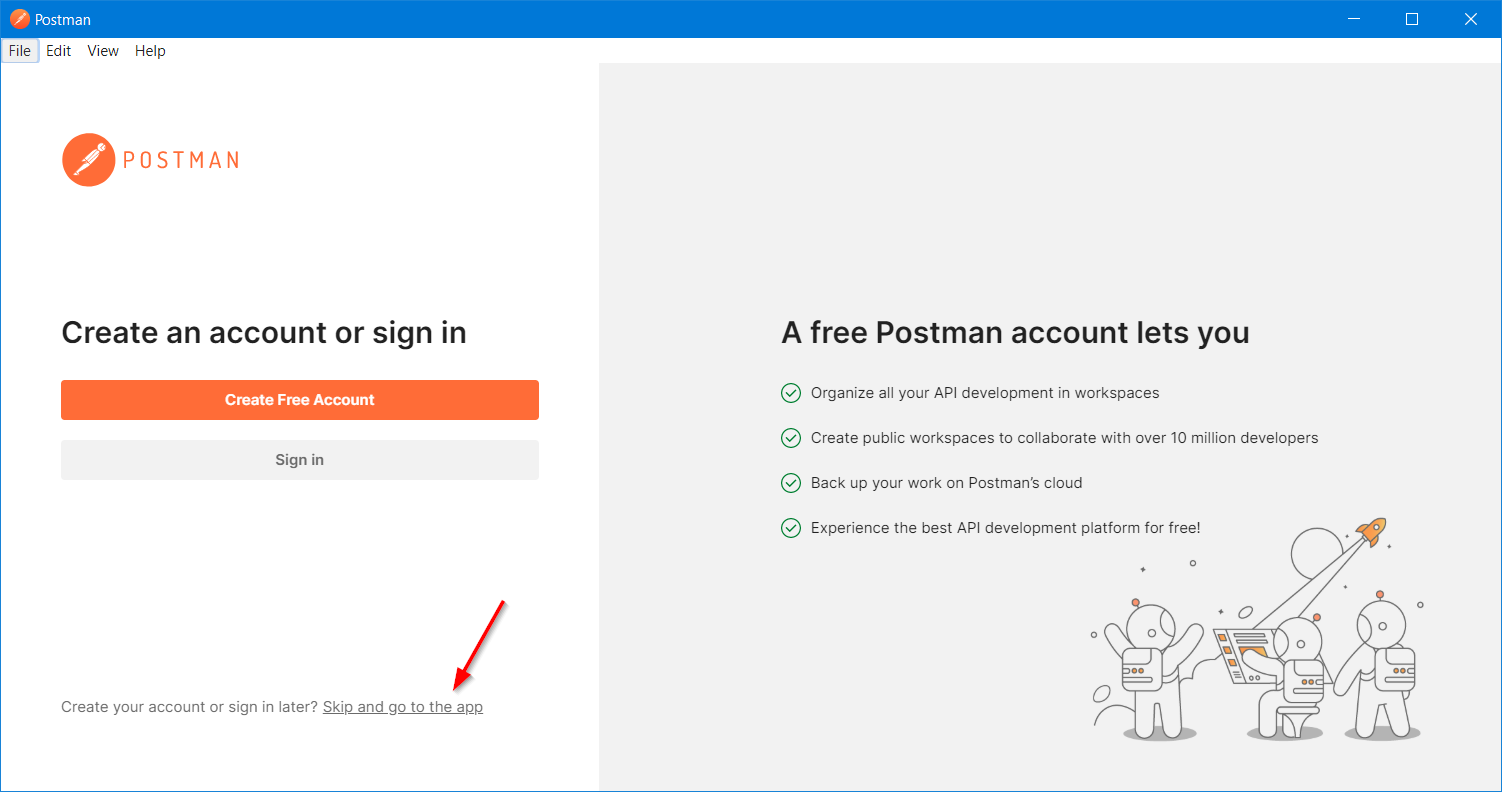 Postman
File Edit View Help
POSTMAN
Create an account or sign in
Create Free Account
Sign in
Create your account or sign in later? Skip and go to the app
A free Postman account lets you
Organize all your API development in workspaces
Create public workspaces to collaborate with over 10 million developers
Back up your work on Postman’s cloud
Experience the best API development platform for free!